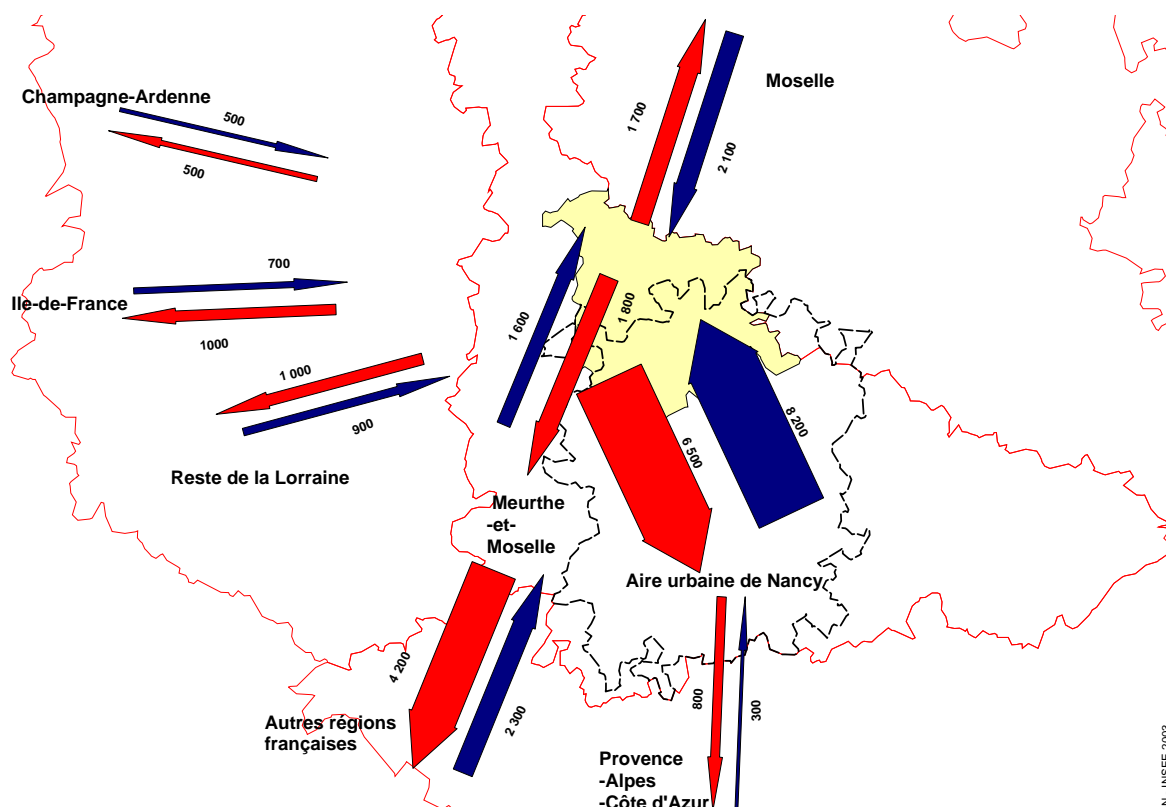 Moselle
1 700
2 100
Champagne-Ardenne
500
500
700
Ile-de-France
1000
1 600
1 800
1 000
900
8 200
6 500
Reste de la Lorraine
Meurthe
-et-
Moselle
Aire urbaine de Nancy
4 200
2 300
800
300
Autres régions
françaises
Provence
-Alpes
-Côte d'Azur
INSEE 2003